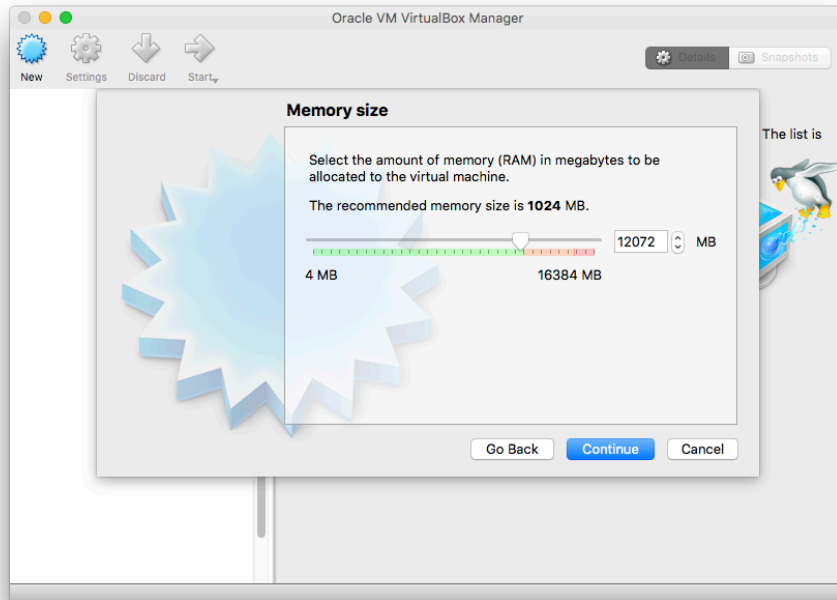 Oracle VM VirtualBox Manager
New
Settings
Discard
Start
Details
Snapshots
Memory size
The list is
Select the amount of memory (RAM) in megabytes to be
allocated to the virtual machine.
The recommended memory size is 1024 MB.
12072 MB
4 MB
16384 MB
Go Back
Continue
Cancel